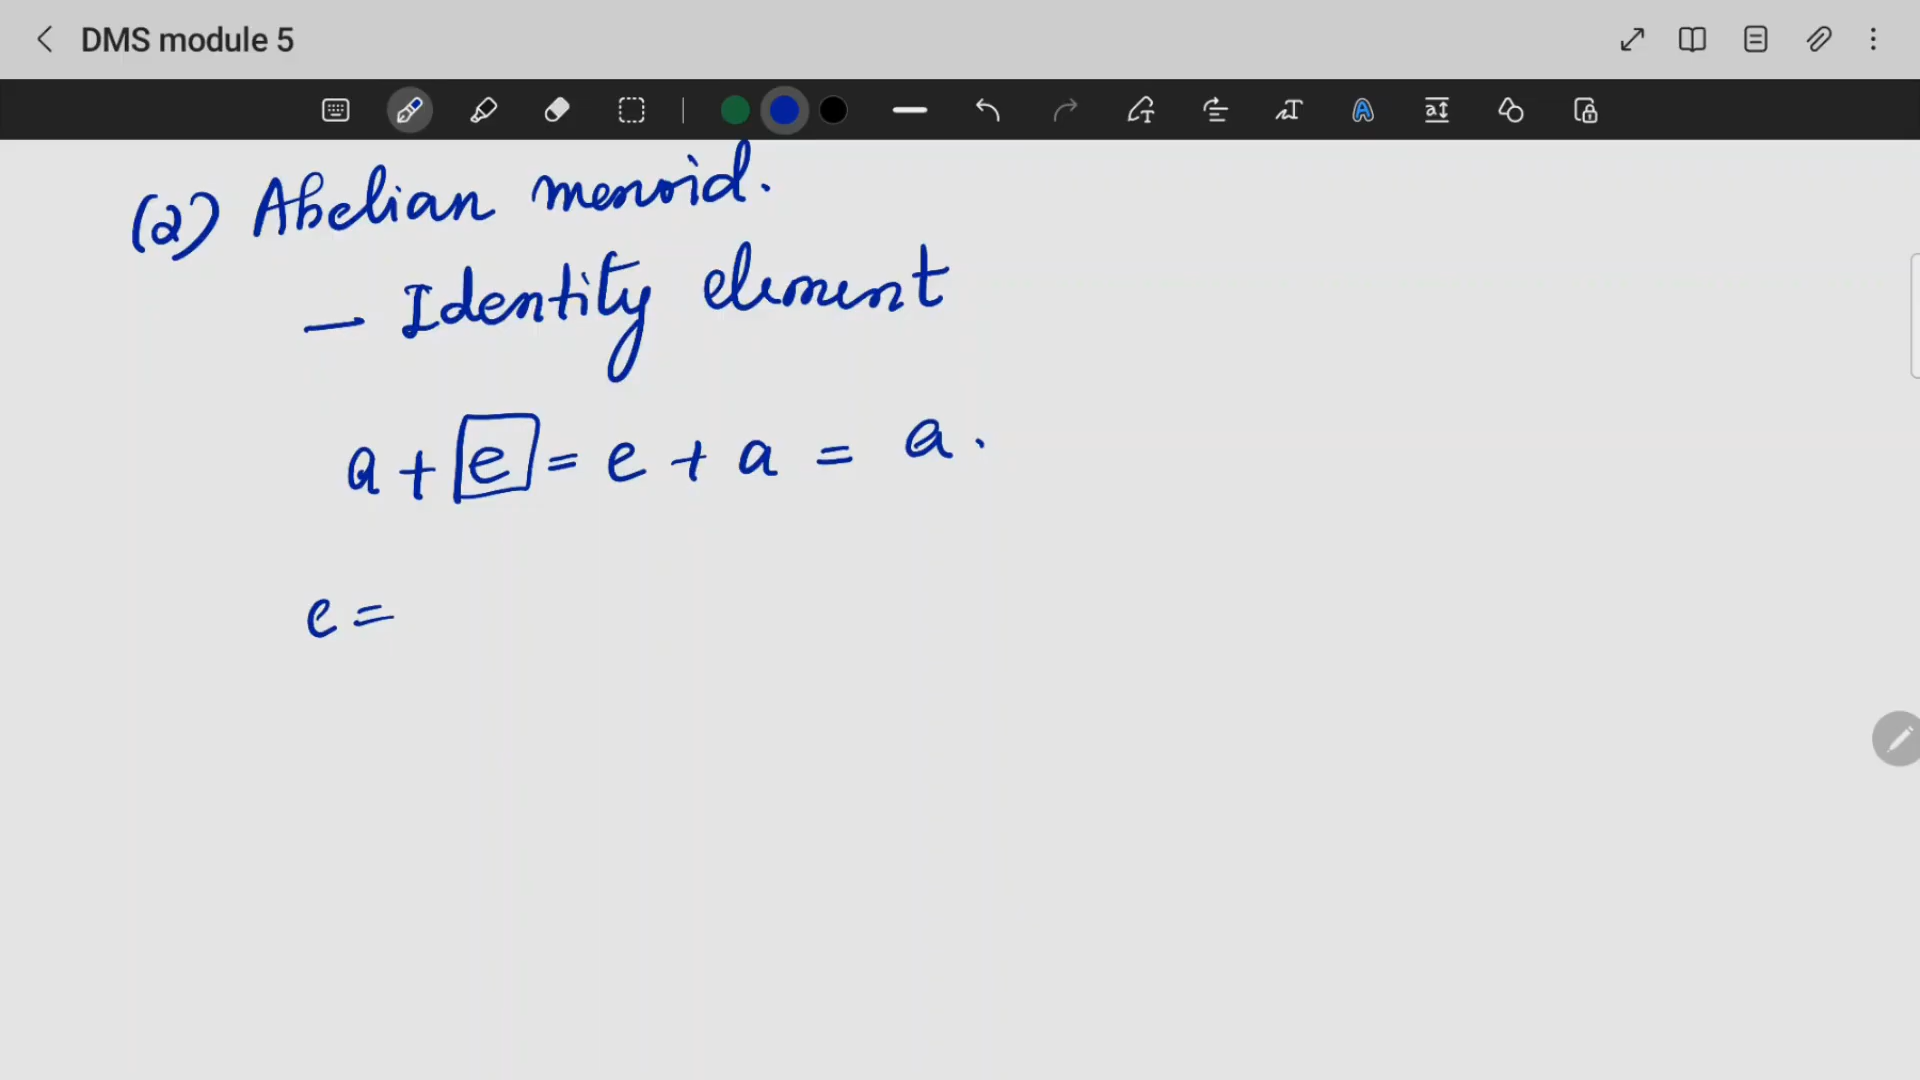 DMS module 5
(2) Abelian monoid.
— Identity element
a + e = e + a = a.
e =